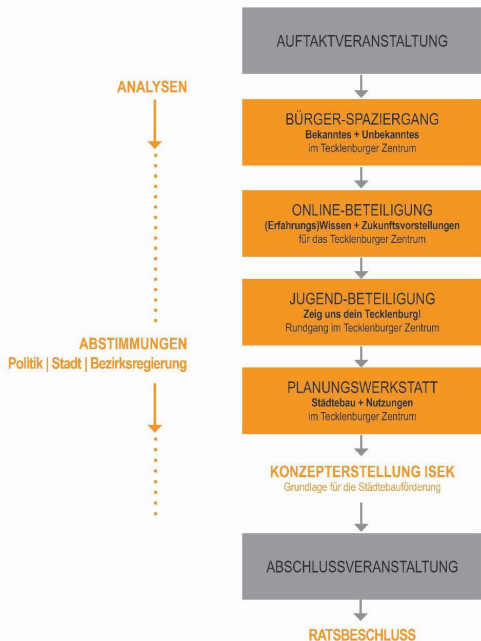 AUFTAKTVERANSTALTUNG
ANALYSEN
BÜRGER-SPAZIERGANG
Bekanntes + Unbekanntes
im Tecklenburger Zentrum
ONLINE-BETEILIGUNG
(Erfahrungs)Wissen + Zukunftsvorstellungen
für das Tecklenburger Zentrum
JUGEND-BETEILIGUNG
Zeig uns dein Tecklenburg!
Rundgang im Tecklenburger Zentrum
ABSTIMMUNGEN
Politik | Stadt | Bezirksregierung
PLANUNGSWERKSTATT
Städtebau + Nutzungen
im Tecklenburger Zentrum
KONZEPTERSTELLUNG ISEK
Grundlage für die Städtebauförderung
ABSCHLUSSVERANSTALTUNG
RATSBESCHLUSS